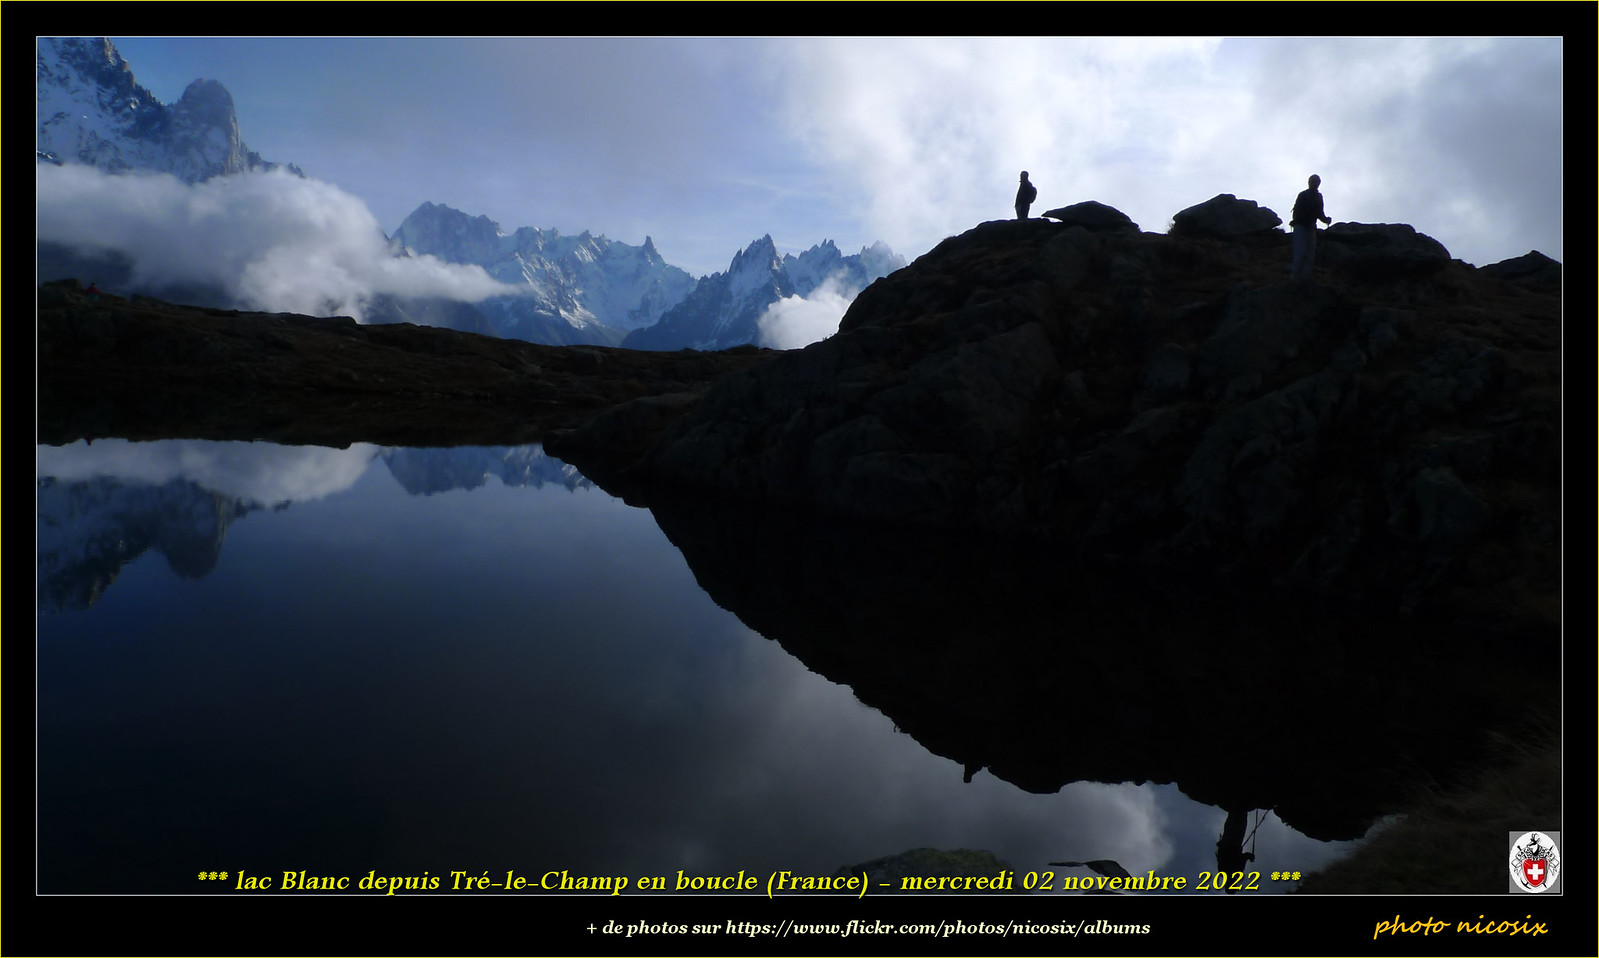 *** lac Blanc depuis Tré-le-Champ en boucle (France) - mercredi 02 novembre 2022 ***
+ de photos sur https://www.flickr.com/photos/nicosix/albums
photo nicosix